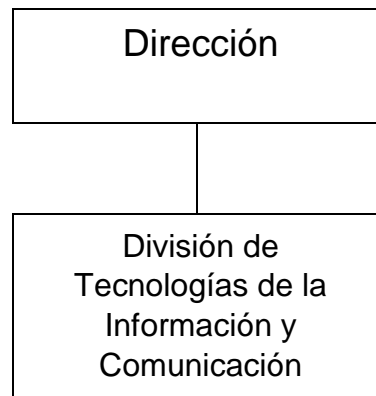 Dirección
División de
Tecnologías de la
Información y
Comunicación